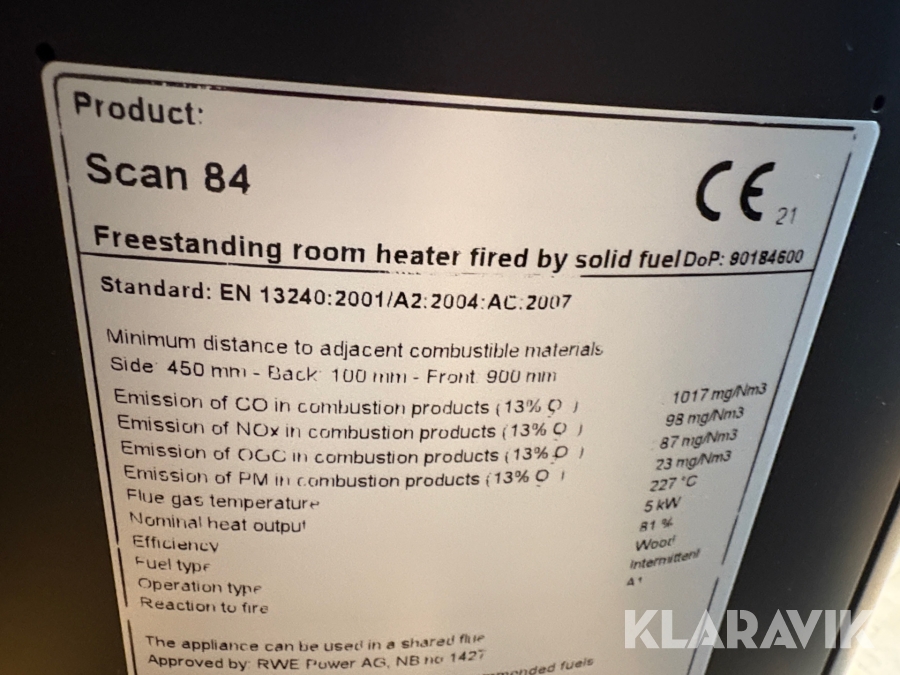 KLARAVIK
Product:
Scan 84
CE 21
Freestanding room heater fired by solid fuel DoP: 90184600
Standard: EN 13240:2001/A2:2004:AC:2007
Minimum distance to adjacent combustible materials
Side: 450 mm - Back: 100 mm - Front: 900 mm
Emission of CO in combustion products (13% O ) 1017 mg/Nm3
Emission of NOx in combustion products (13% O ) 98 mg/Nm3
Emission of OGC in combustion products (13% O ) 87 mg/Nm3
Emission of PM in combustion products (13% O ) 23 mg/Nm3
Flue gas temperature 227 °C
Nominal heat output 5 kW
Efficiency 81 %
Fuel type Wood
Operation type Intermittent
Reaction to fire A1
The appliance can be used in a shared flue
Approved by: RWE Power AG, NB no 1427
fuels
KLARAVIK